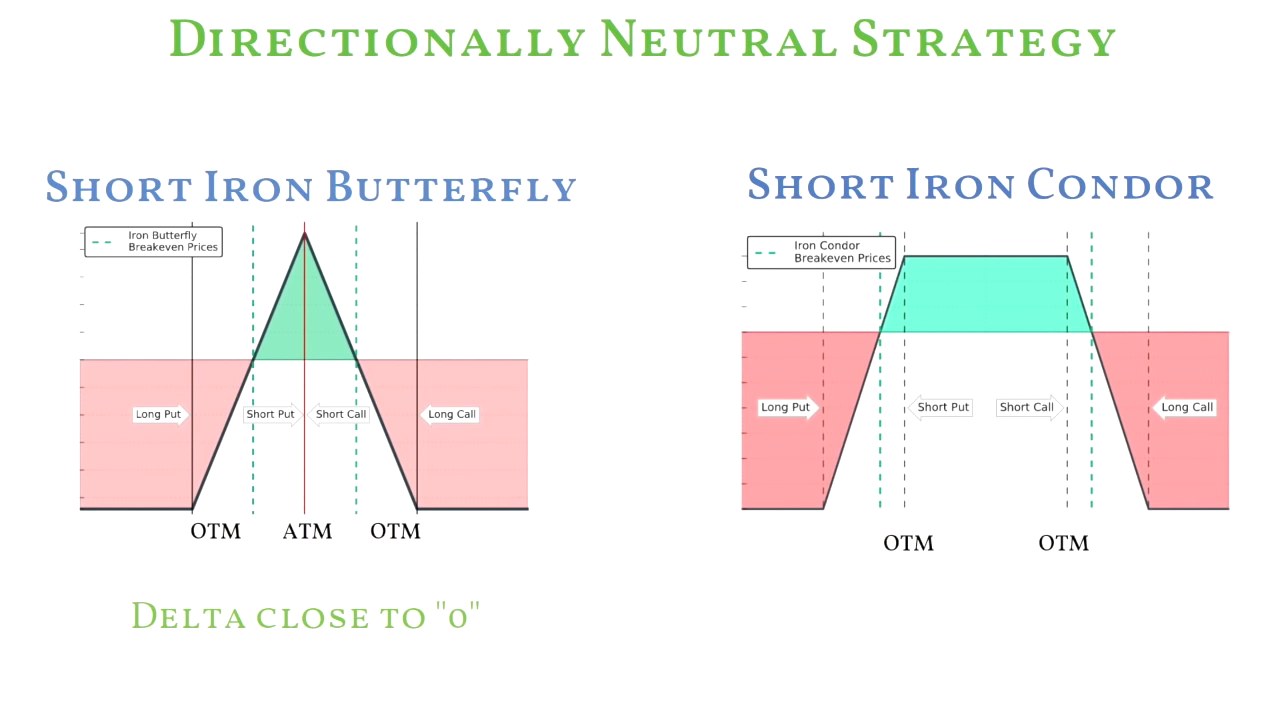 Directionally Neutral Strategy
Short Iron Butterfly
Iron Butterfly
Breakeven Prices
Long Put
Short Put
Short Call
Long Call
OTM
ATM
OTM
Delta close to "0"
Short Iron Condor
Iron Condor
Breakeven Prices
Long Put
Short Put
Short Call
Long Call
OTM
OTM